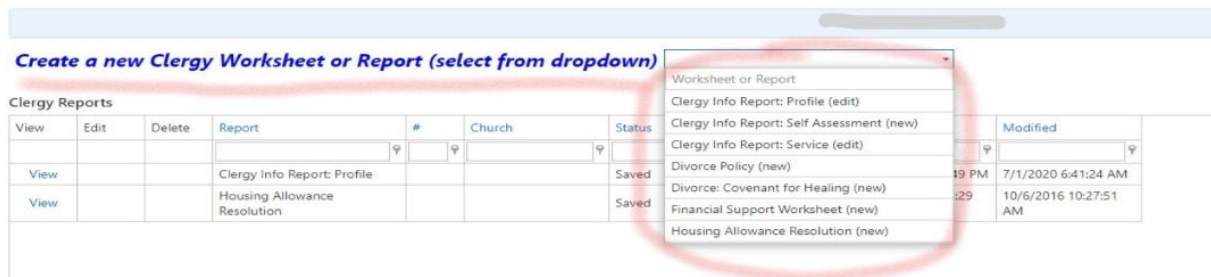 Create a new Clergy Worksheet or Report (select from dropdown)
Worksheet or Report
Clergy Info Report: Profile (edit)
Clergy Info Report: Self Assessment (new)
Clergy Info Report: Service (edit)
Divorce Policy (new)
Divorce: Covenant for Healing (new)
Financial Support Worksheet (new)
Housing Allowance Resolution (new)
Clergy Reports
View Edit Delete Report # Church Status Modified
View Clergy Info Report: Profile Saved 49 PM 7/1/2020 6:41:24 AM
View Housing Allowance Resolution Saved :29 10/6/2016 10:27:51 AM